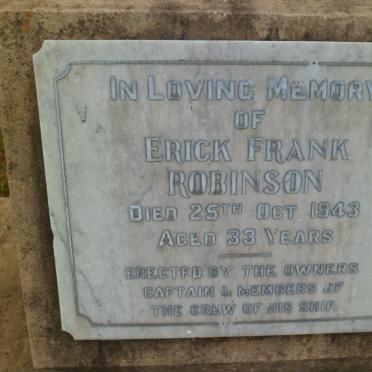 IN LOVING MEMORY
OF
ERICK FRANK
ROBINSON
DIED 25TH OCT 1943
AGED 33 YEARS
ERECTED BY THE OWNERS
CAPTAIN & MEMBERS OF
THE CREW OF HIS SHIP.